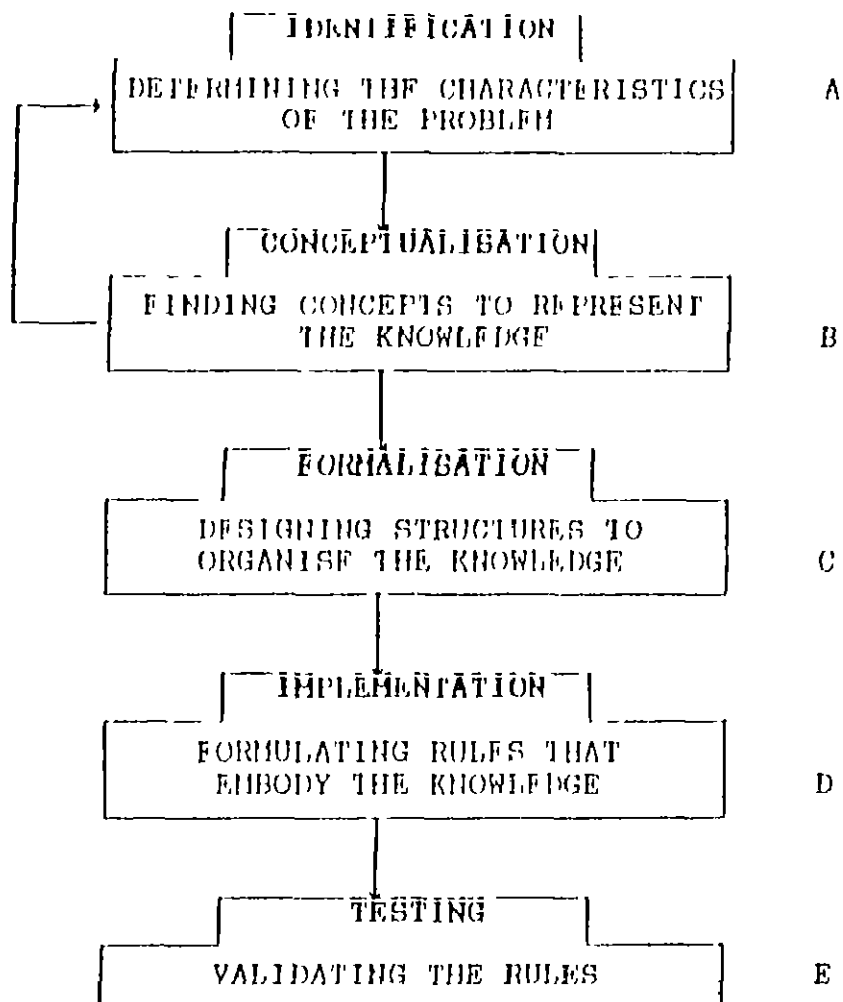 IDENTIFICATION
DETERMINING THE CHARACTERISTICS
OF THE PROBLEM
A
CONCEPTUALISATION
FINDING CONCEPTS TO REPRESENT
THE KNOWLEDGE
B
FORMALISATION
DESIGNING STRUCTURES TO
ORGANISE THE KNOWLEDGE
C
IMPLEMENTATION
FORMULATING RULES THAT
EMBODY THE KNOWLEDGE
D
TESTING
VALIDATING THE RULES
E